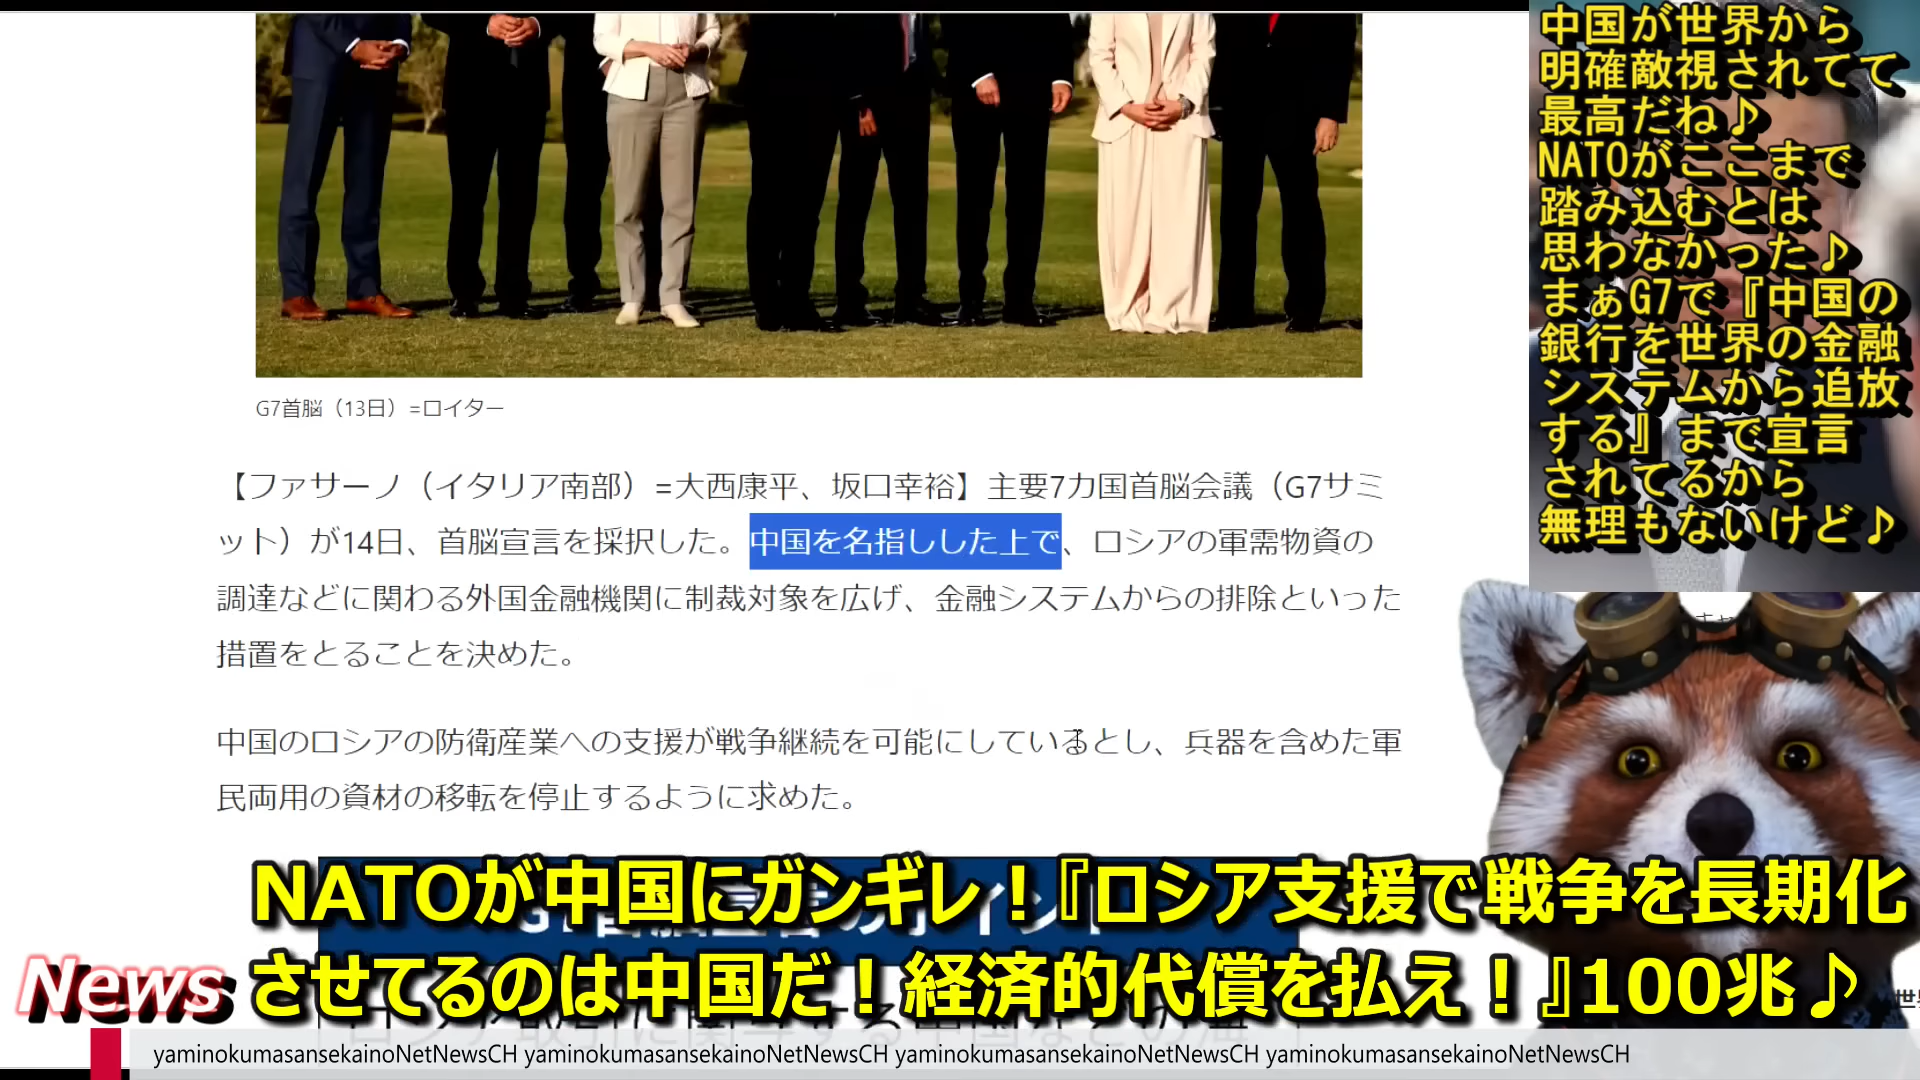 中国が世界から
明確敵視されてて
最高だね♪
NATOがここまで
踏み込むとは
思わなかった♪
まぁG7で『中国の
銀行を世界の金融
システムから追放
する』まで宣言
されてるから
無理もないけど♪
G7首脳（13日）=ロイター
【ファサーノ（イタリア南部）=大西康平、坂口幸裕】主要7カ国首脳会議（G7サミ
ット）が14日、首脳宣言を採択した。中国を名指しした上で、ロシアの軍需物資の
調達などに関わる外国金融機関に制裁対象を広げ、金融システムからの排除といった
措置をとることを決めた。
中国のロシアの防衛産業への支援が戦争継続を可能にしているとし、兵器を含めた軍
民両用の資材の移転を停止するように求めた。
NATOが中国にガンギレ！『ロシア支援で戦争を長期化
させてるのは中国だ！経済的代償を払え！』100兆♪
News
yaminokumasansekainoNetNewsCH yaminokumasansekainoNetNewsCH yaminokumasansekainoNetNewsCH yaminokumasansekainoNetNewsCH